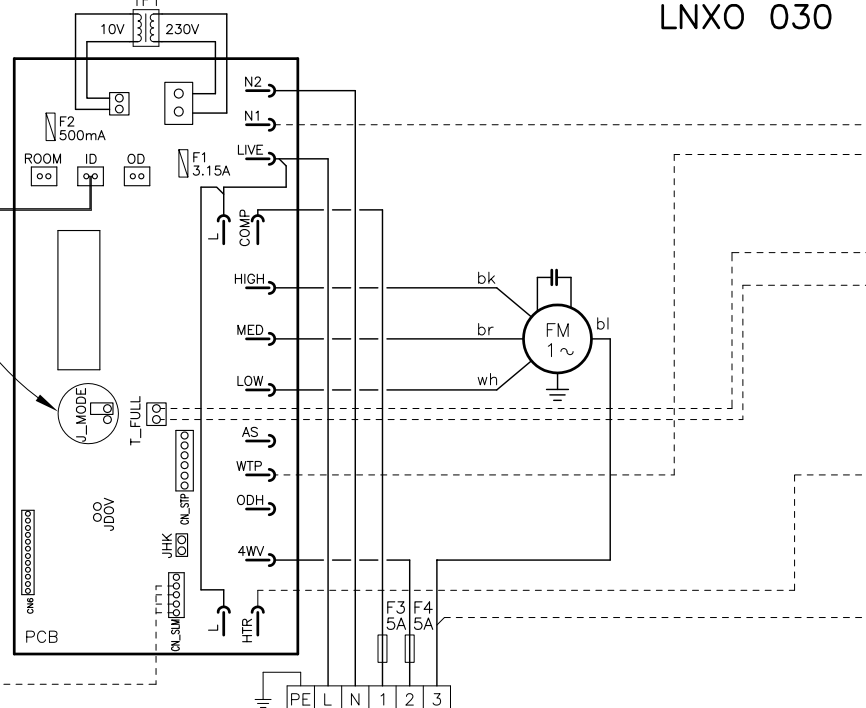 TP1
LNXO 030
10V
230V
N2
F2
500mA
N1
ROOM
ID
OD
F1
3.15A
LIVE
L
COMP
HIGH
bk
MED
br
FM
1 ~
bl
LOW
wh
J_MODE
T_FULL
AS
WTP
CN_STP
ODH
JDOV
JHK
4WV
CN6
CN_SLM
L
HTR
F3
5A
F4
5A
PCB
PE
L
N
1
2
3